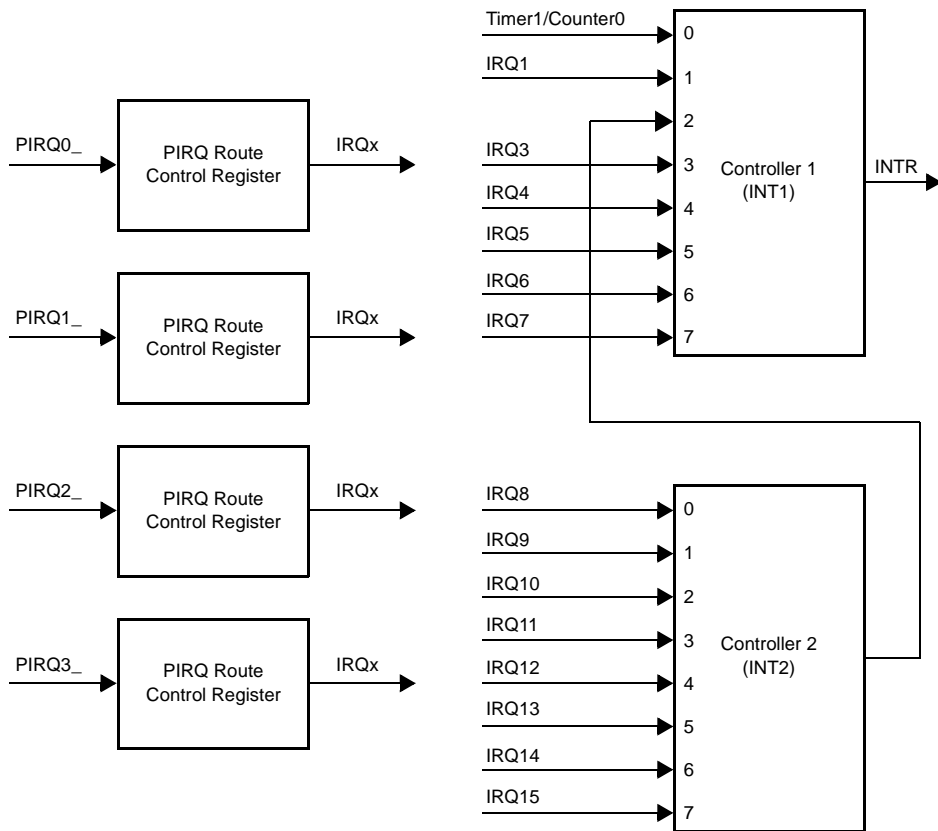 PIRQ0_
PIRQ Route
Control Register
IRQx
PIRQ1_
PIRQ Route
Control Register
IRQx
PIRQ2_
PIRQ Route
Control Register
IRQx
PIRQ3_
PIRQ Route
Control Register
IRQx
Timer1/Counter0
0
IRQ1
1
2
IRQ3
3
IRQ4
4
IRQ5
5
IRQ6
6
IRQ7
7
Controller 1
(INT1)
INTR
IRQ8
0
IRQ9
1
IRQ10
2
IRQ11
3
IRQ12
4
IRQ13
5
IRQ14
6
IRQ15
7
Controller 2
(INT2)